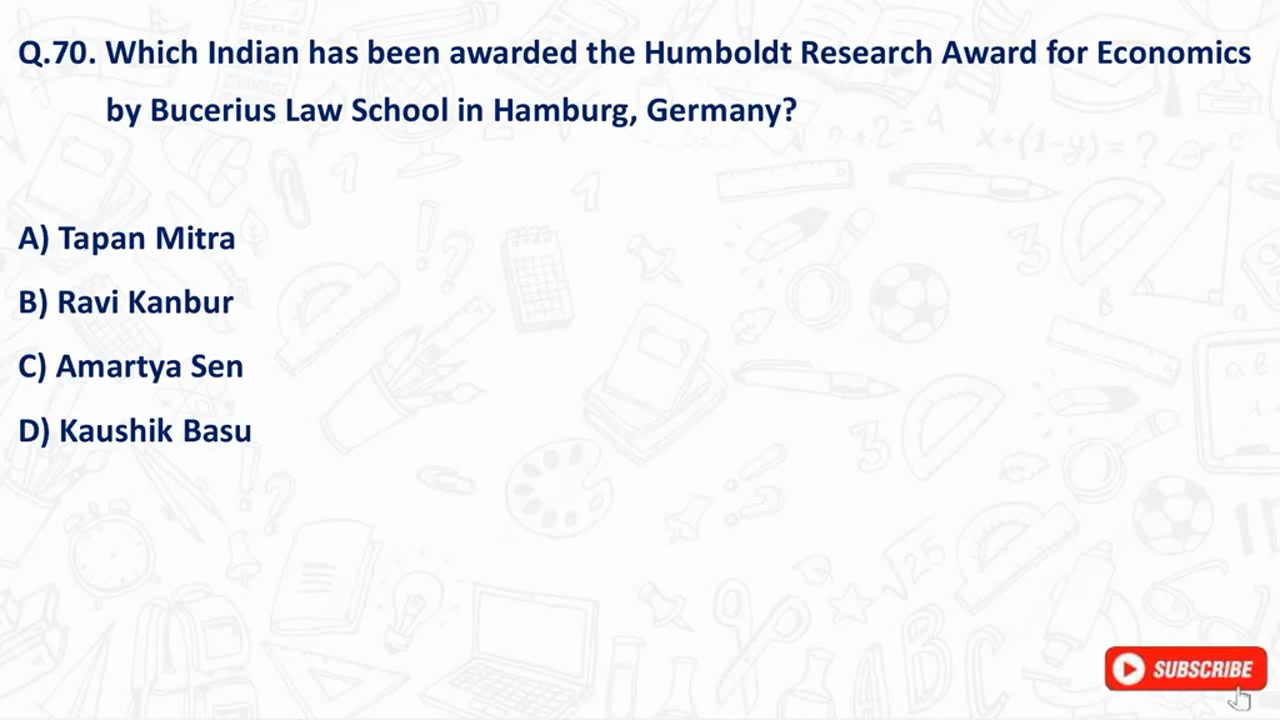 Q.70. Which Indian has been awarded the Humboldt Research Award for Economics
by Bucerius Law School in Hamburg, Germany?
A) Tapan Mitra
B) Ravi Kanbur
C) Amartya Sen
D) Kaushik Basu
SUBSCRIBE